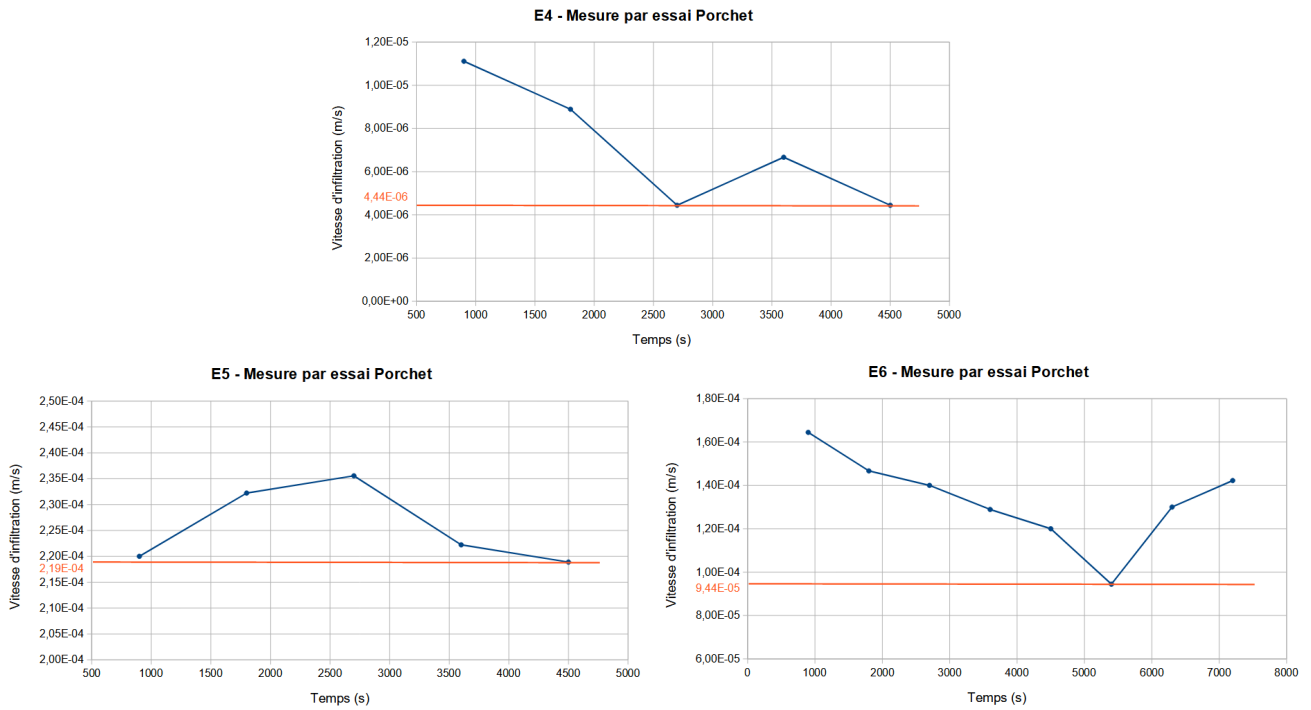 E4 - Mesure par essai Porchet
Vitesse d'infiltration (m/s)
1,20E-05
1,00E-05
8,00E-06
6,00E-06
4,44E-06
4,00E-06
2,00E-06
0,00E+00
500 1000 1500 2000 2500 3000 3500 4000 4500 5000
Temps (s)
E5 - Mesure par essai Porchet
Vitesse d'infiltration (m/s)
2,50E-04
2,45E-04
2,40E-04
2,35E-04
2,30E-04
2,25E-04
2,20E-04
2,19E-04
2,15E-04
2,10E-04
2,05E-04
2,00E-04
500 1000 1500 2000 2500 3000 3500 4000 4500 5000
Temps (s)
E6 - Mesure par essai Porchet
Vitesse d'infiltration (m/s)
1,80E-04
1,60E-04
1,40E-04
1,20E-04
1,00E-04
9,44E-05
8,00E-05
6,00E-05
0 1000 2000 3000 4000 5000 6000 7000 8000
Temps (s)